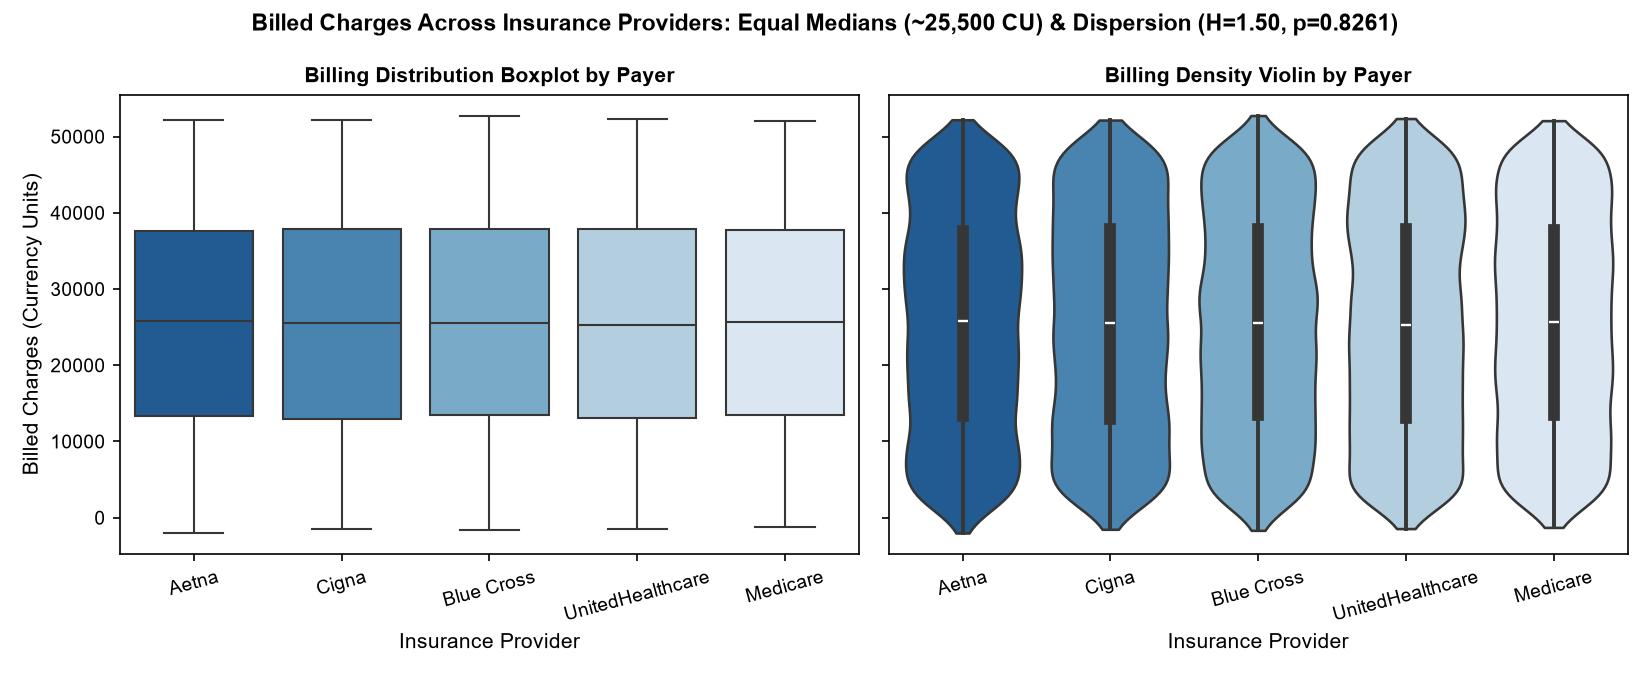 Billed Charges Across Insurance Providers: Equal Medians (~25,500 CU) & Dispersion (H=1.50, p=0.8261)
Billing Distribution Boxplot by Payer
Billed Charges (Currency Units)
50000
40000
30000
20000
10000
0
Aetna
Cigna
Blue Cross
UnitedHealthcare
Medicare
Insurance Provider
Billing Density Violin by Payer
Aetna
Cigna
Blue Cross
UnitedHealthcare
Medicare
Insurance Provider